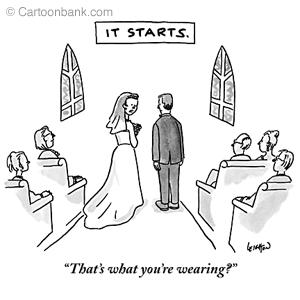 © Cartoonbank.com
IT STARTS.
“That’s what you’re wearing?”